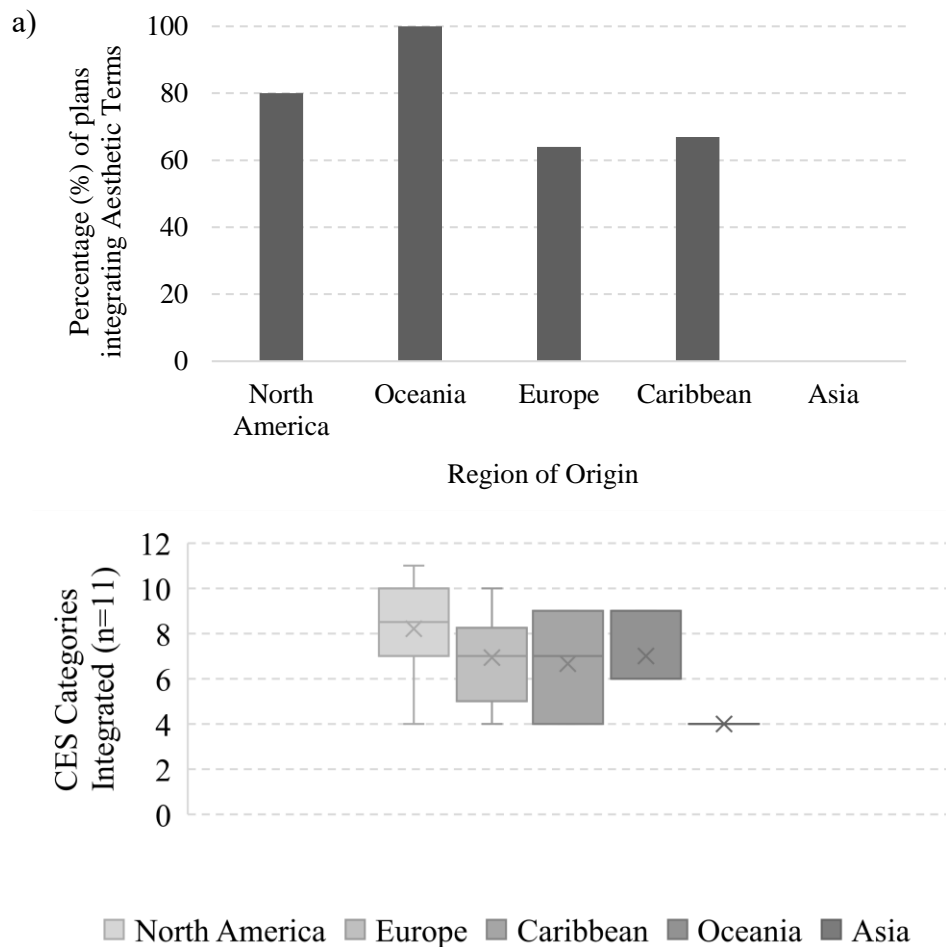 a)
Percentage (%) of plans
integrating Aesthetic Terms
100
80
60
40
20
0
North
America
Oceania
Europe
Caribbean
Asia
Region of Origin
CES Categories
Integrated (n=11)
12
10
8
6
4
2
0
North America Europe Caribbean Oceania Asia